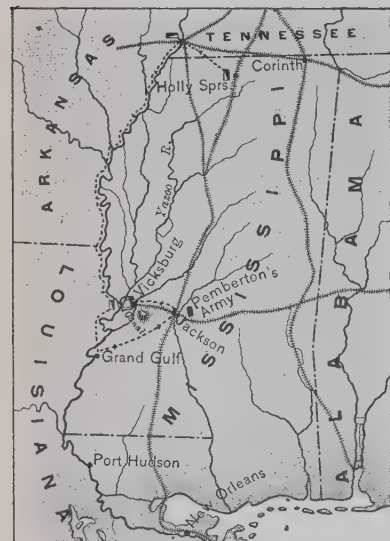 TENNESSEE
ARKANSAS
Corinth
Holly Sprs.
MISSISSIPPI
ALABAMA
Yazoo R.
LOUISIANA
Vicksburg
Pemberton's
Army
Jackson
Grand Gulf
Port Hudson
New Orleans